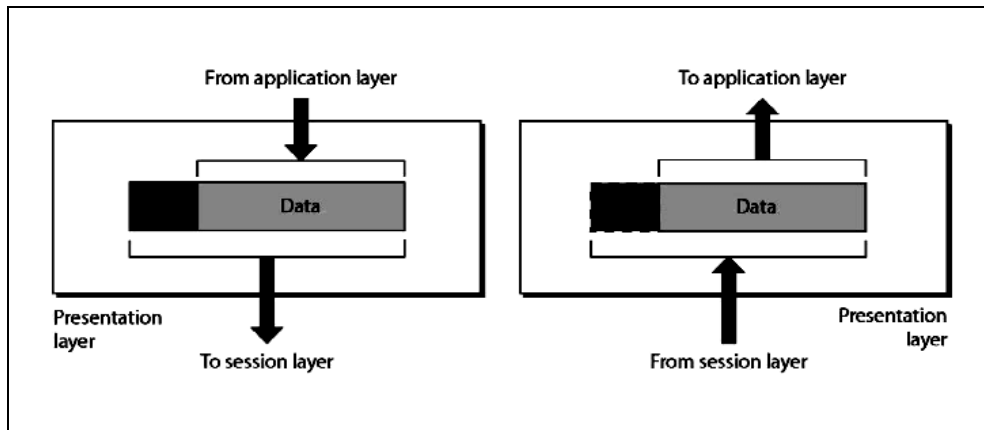 From application layer
To application layer
Data
Data
Presentation
layer
Presentation
layer
To session layer
From session layer